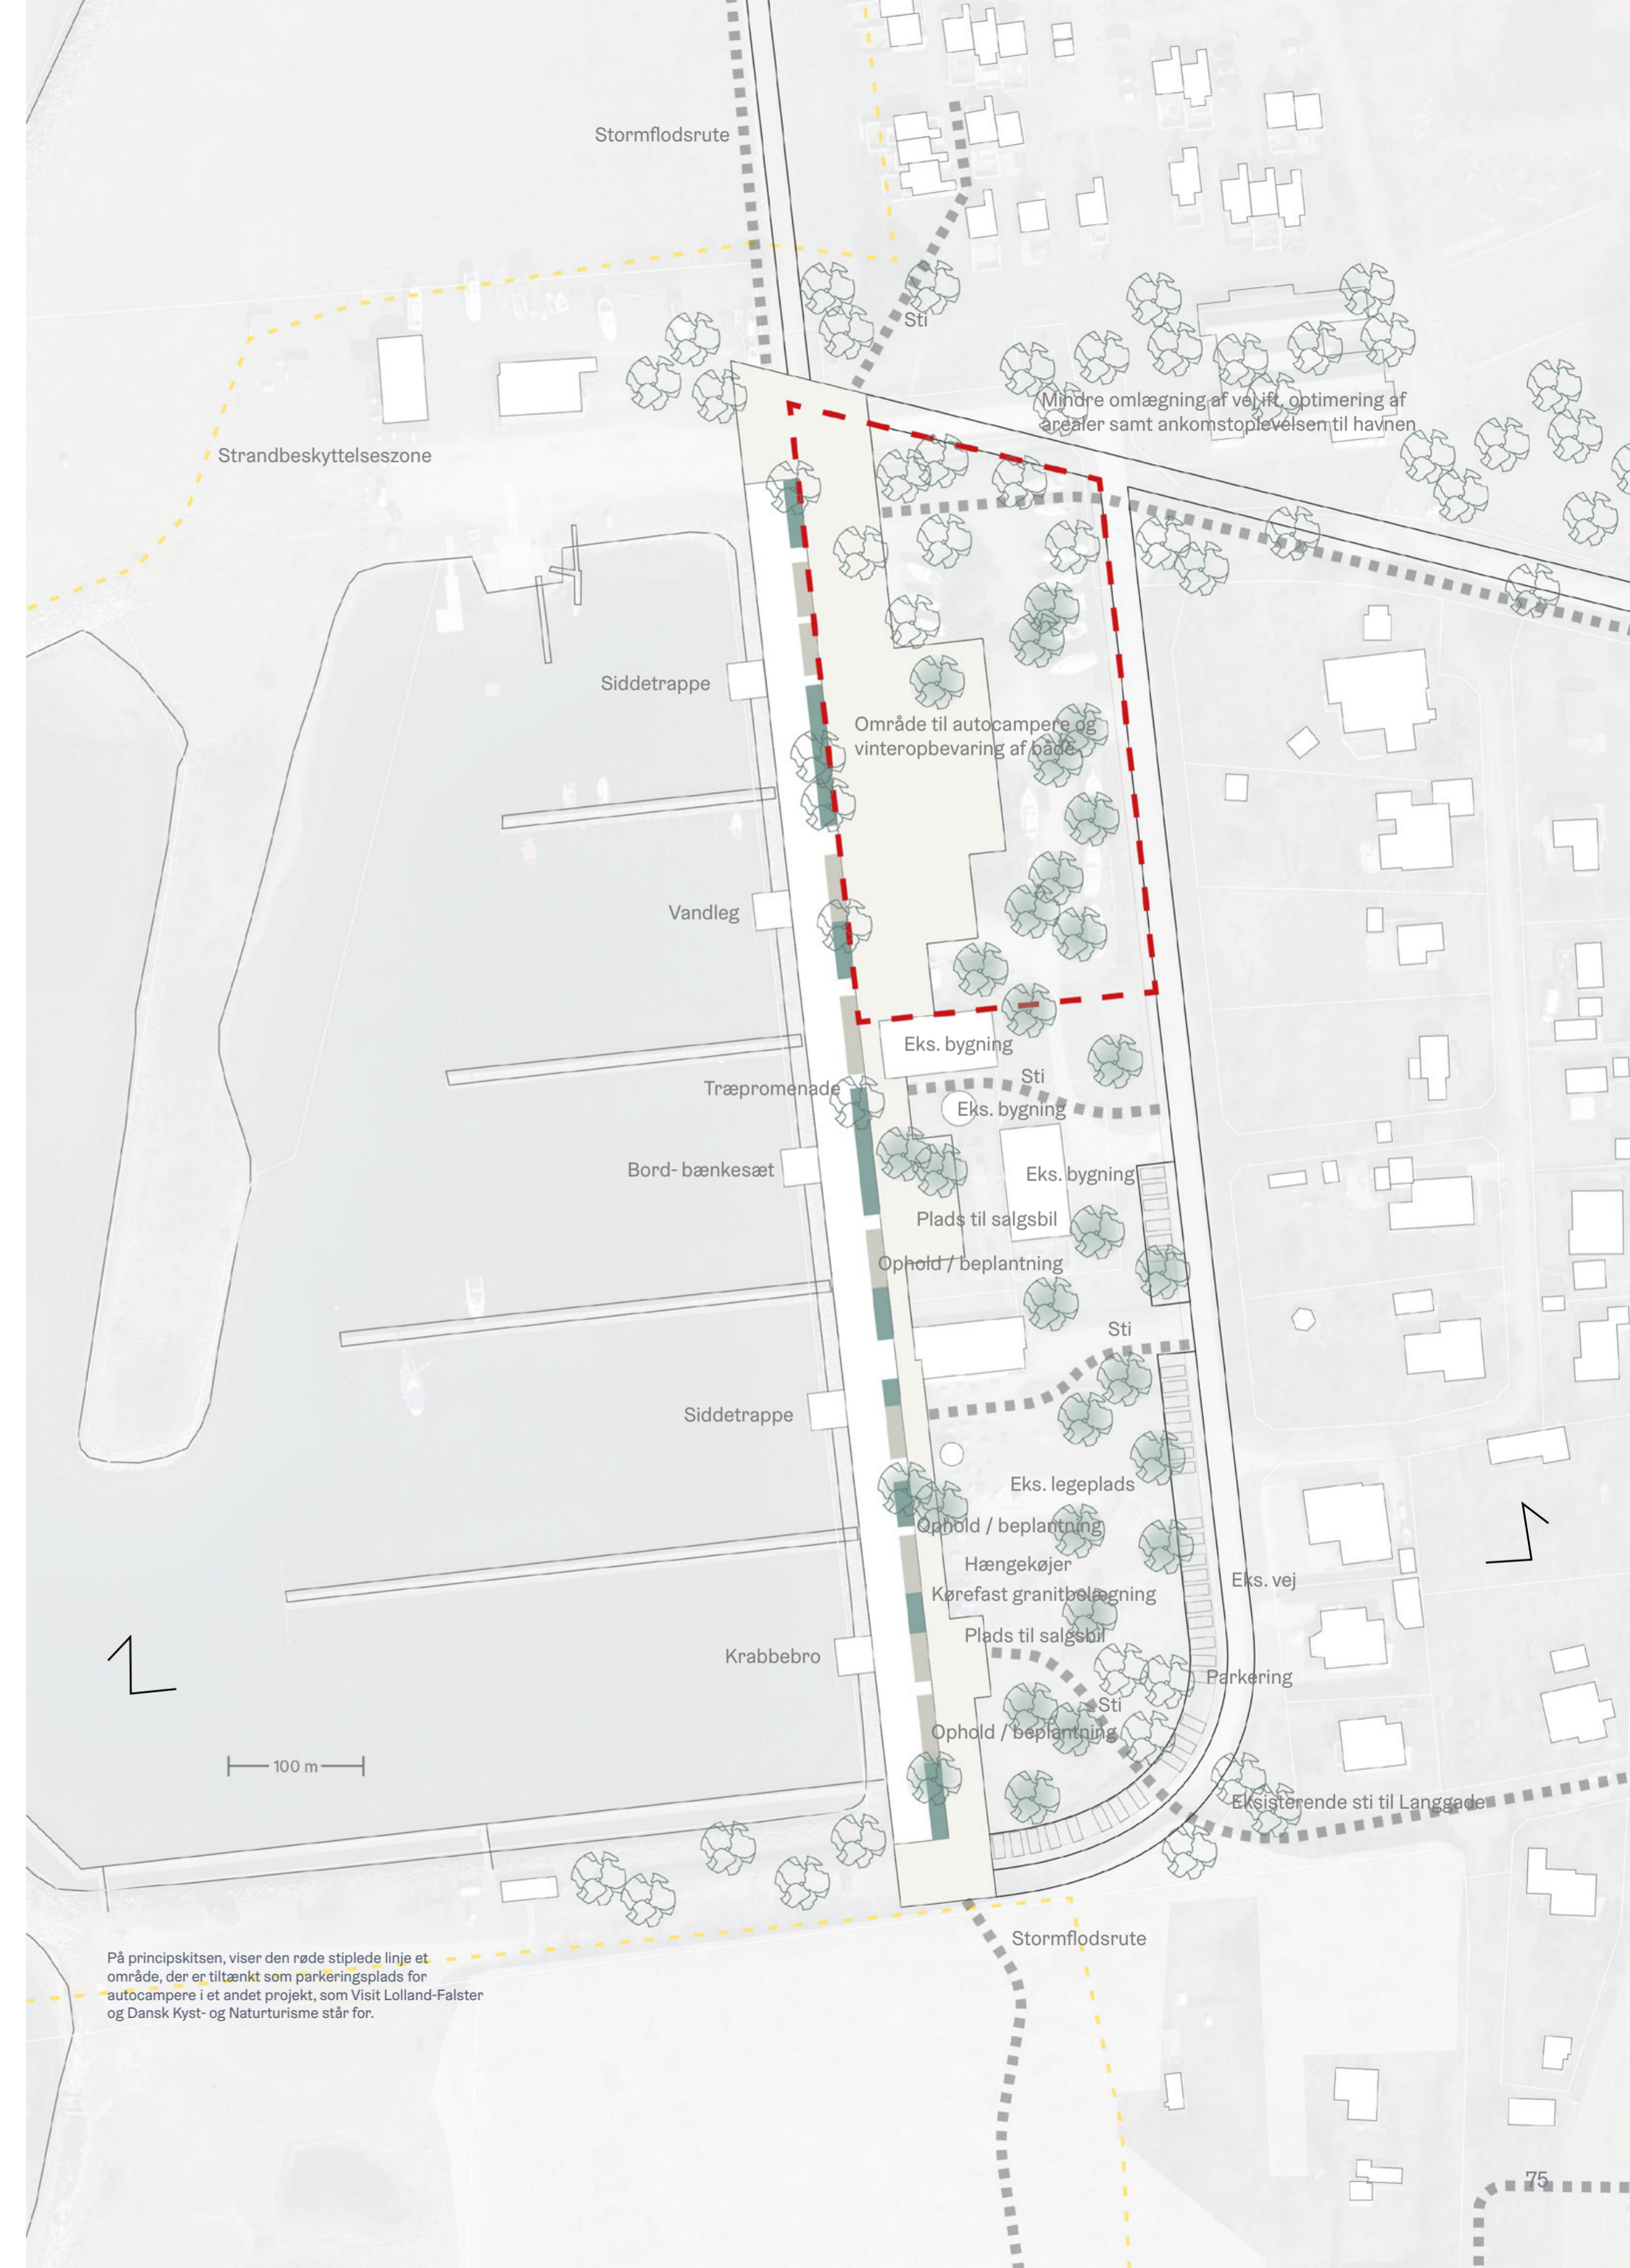 Stormflodsrute
Sti
Mindre omlægning af vej ift. optimering af
arealer samt ankomstoplevelsen til havnen
Strandbeskyttelseszone
Siddetrappe
Område til autocampere og
vinteropbevaring af både
Vandleg
Eks. bygning
Sti
Træpromenade
Eks. bygning
Bord- bænkesæt
Eks. bygning
Plads til salgsbil
Ophold / beplantning
Sti
Siddetrappe
Eks. legeplads
Ophold / beplantning
Hængekøjer
Eks. vej
Kørefast granitbelægning
Plads til salgsbil
Krabbebro
Parkering
Sti
Ophold / beplantning
100 m
Eksisterende sti til Langgade
Stormflodsrute
På principskitsen, viser den røde stiplede linje et
område, der er tiltænkt som parkeringsplads for
autocampere i et andet projekt, som Visit Lolland-Falster
og Dansk Kyst- og Naturturisme står for.
75